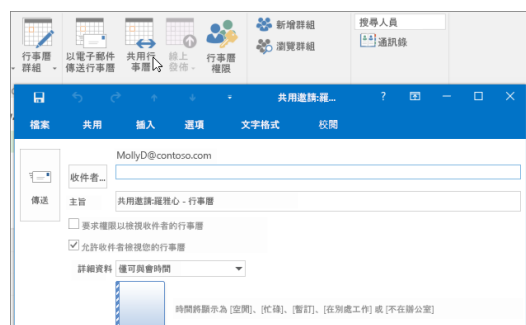 行事曆群組
以電子郵件傳送行事曆
共用行事曆
線上發佈
行事曆權限
新增群組
瀏覽群組
搜尋人員
通訊錄
共用邀請:羅...
?
檔案 共用 插入 選項 文字格式 校閱
MollyD@contoso.com
收件者...
傳送
主旨 共用邀請:羅雅心 - 行事曆
要求權限以檢視收件者的行事曆
允許收件者檢視您的行事曆
詳細資料 僅可與會時間
時間將顯示為 [空閒]、[忙碌]、[暫訂]、[在別處工作] 或 [不在辦公室]